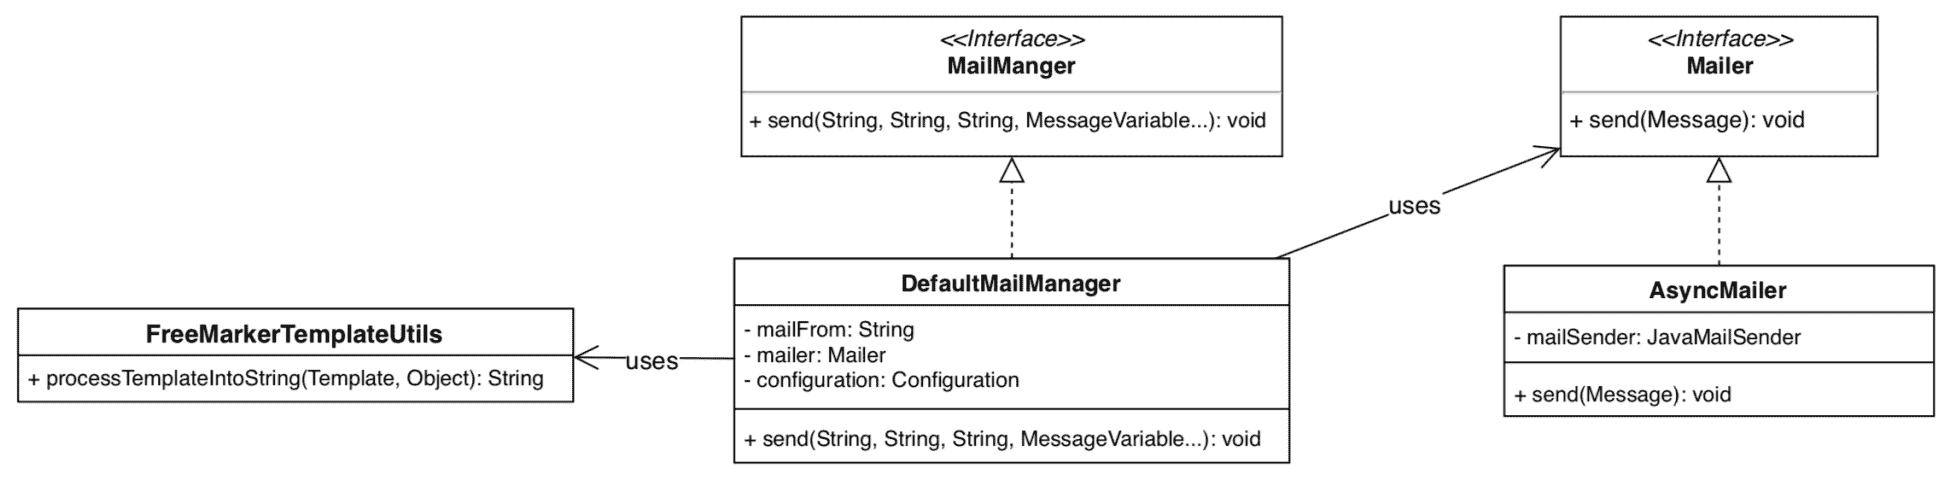 <<Interface>>
MailManger
+ send(String, String, String, MessageVariable...): void
<<Interface>>
Mailer
+ send(Message): void
uses
DefaultMailManager
- mailFrom: String
- mailer: Mailer
- configuration: Configuration
+ send(String, String, String, MessageVariable...): void
AsyncMailer
- mailSender: JavaMailSender
+ send(Message): void
FreeMarkerTemplateUtils
+ processTemplateIntoString(Template, Object): String
uses